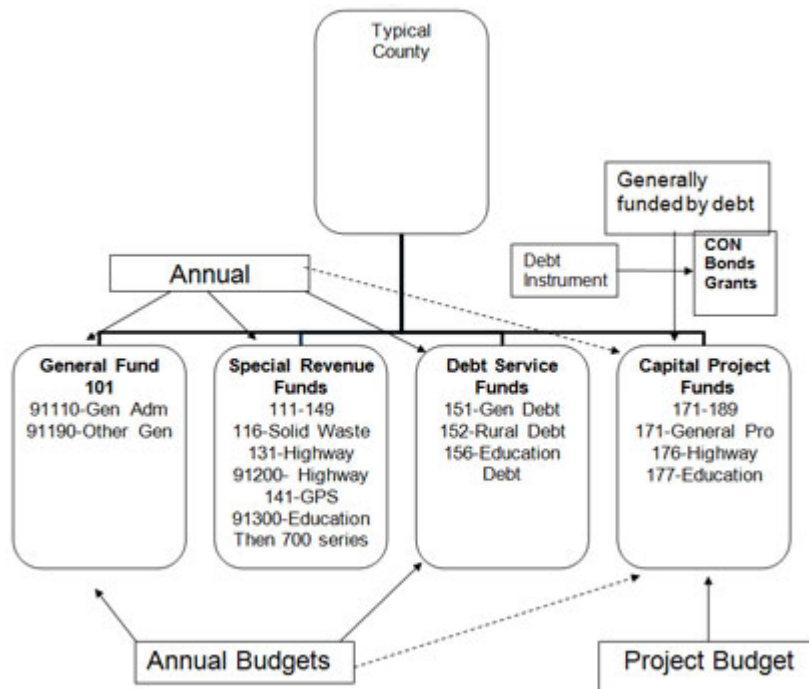 Typical
County
Generally
funded by debt
CON
Bonds
Grants
Debt
Instrument
Annual
General Fund
101
91110-Gen Adm
91190-Other Gen
Special Revenue
Funds
111-149
116-Solid Waste
131-Highway
91200- Highway
141-GPS
91300-Education
Then 700 series
Debt Service
Funds
151-Gen Debt
152-Rural Debt
156-Education
Debt
Capital Project
Funds
171-189
171-General Pro
176-Highway
177-Education
Annual Budgets
Project Budget